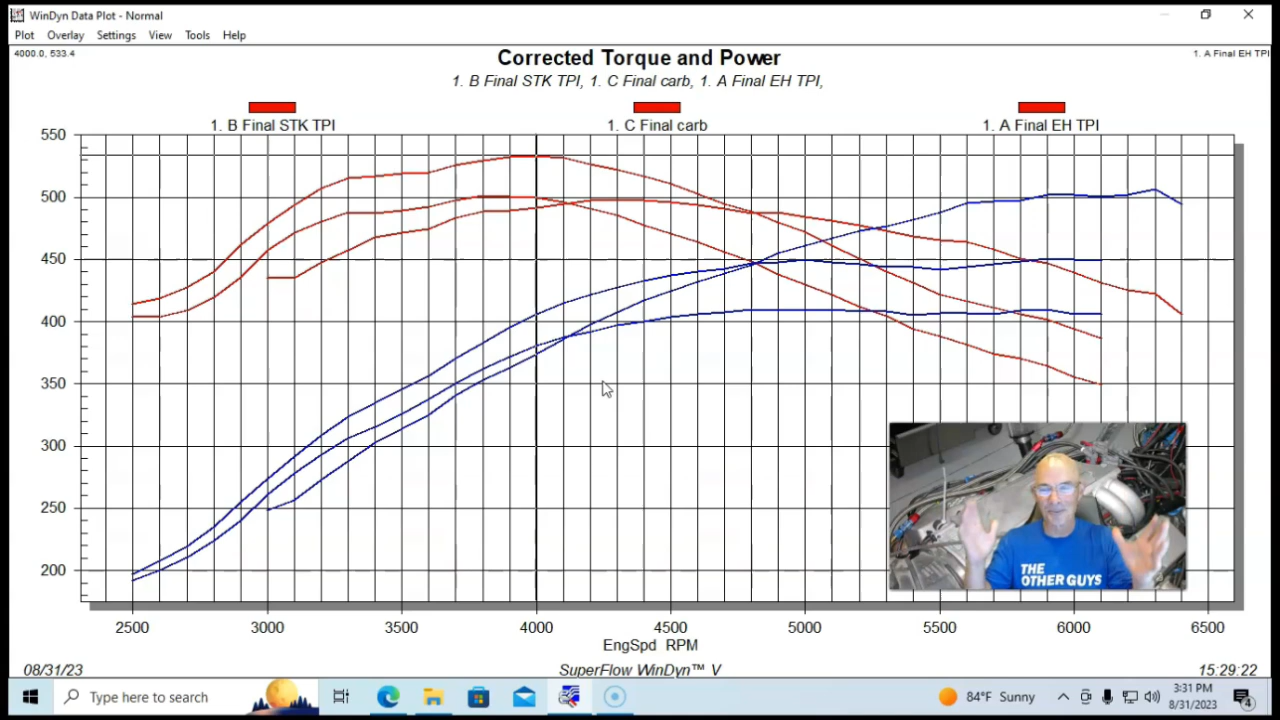 WinDyn Data Plot - Normal
Plot Overlay Settings View Tools Help
4000.0, 533.4
1. A Final EH TPI
Corrected Torque and Power
1. B Final STK TPI, 1. C Final carb, 1. A Final EH TPI,
1. B Final STK TPI
1. C Final carb
1. A Final EH TPI
550
500
450
400
350
300
250
200
2500 3000 3500 4000 4500 5000 5500 6000 6500
EngSpd RPM
THE
OTHER GUYS
08/31/23
SuperFlow WinDyn™ V
15:29:22
Type here to search
84°F Sunny
3:31 PM
8/31/2023
4